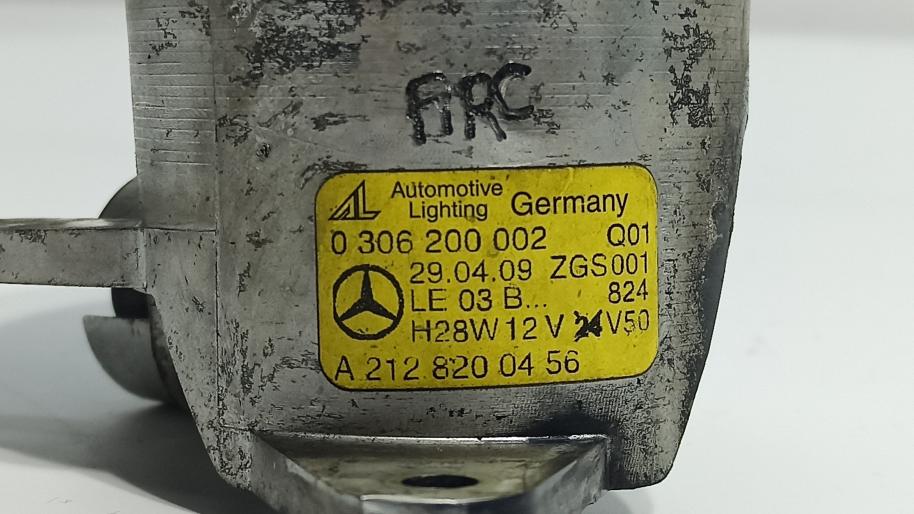 ARC
Automotive
Lighting Germany
0 306 200 002 Q01
29.04.09 ZGS001
LE 03 B... 824
H28W 12 V 24 V50
A 212 820 04 56